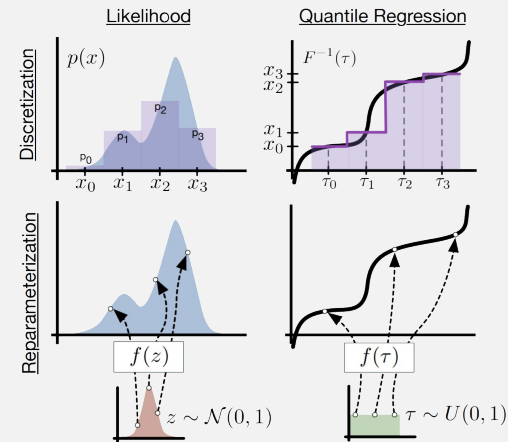 Likelihood
Quantile Regression
Discretization
p(x)
p₀
p₁
p₂
p₃
x₀ x₁ x₂ x₃
F⁻¹(τ)
x₃
x₂
x₁
x₀
τ₀ τ₁ τ₂ τ₃
Reparameterization
f(z)
f(τ)
z ∼ 𝒩(0, 1)
τ ∼ U(0, 1)